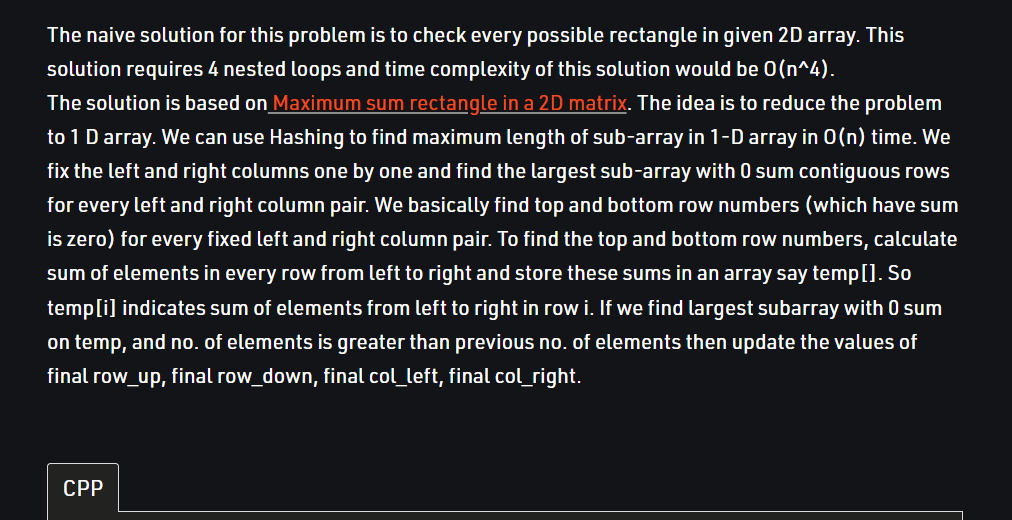 The naive solution for this problem is to check every possible rectangle in given 2D array. This
solution requires 4 nested loops and time complexity of this solution would be O(n^4).
The solution is based on Maximum sum rectangle in a 2D matrix. The idea is to reduce the problem
to 1 D array. We can use Hashing to find maximum length of sub-array in 1-D array in O(n) time. We
fix the left and right columns one by one and find the largest sub-array with 0 sum contiguous rows
for every left and right column pair. We basically find top and bottom row numbers (which have sum
is zero) for every fixed left and right column pair. To find the top and bottom row numbers, calculate
sum of elements in every row from left to right and store these sums in an array say temp[]. So
temp[i] indicates sum of elements from left to right in row i. If we find largest subarray with 0 sum
on temp, and no. of elements is greater than previous no. of elements then update the values of
final row_up, final row_down, final col_left, final col_right.
CPP